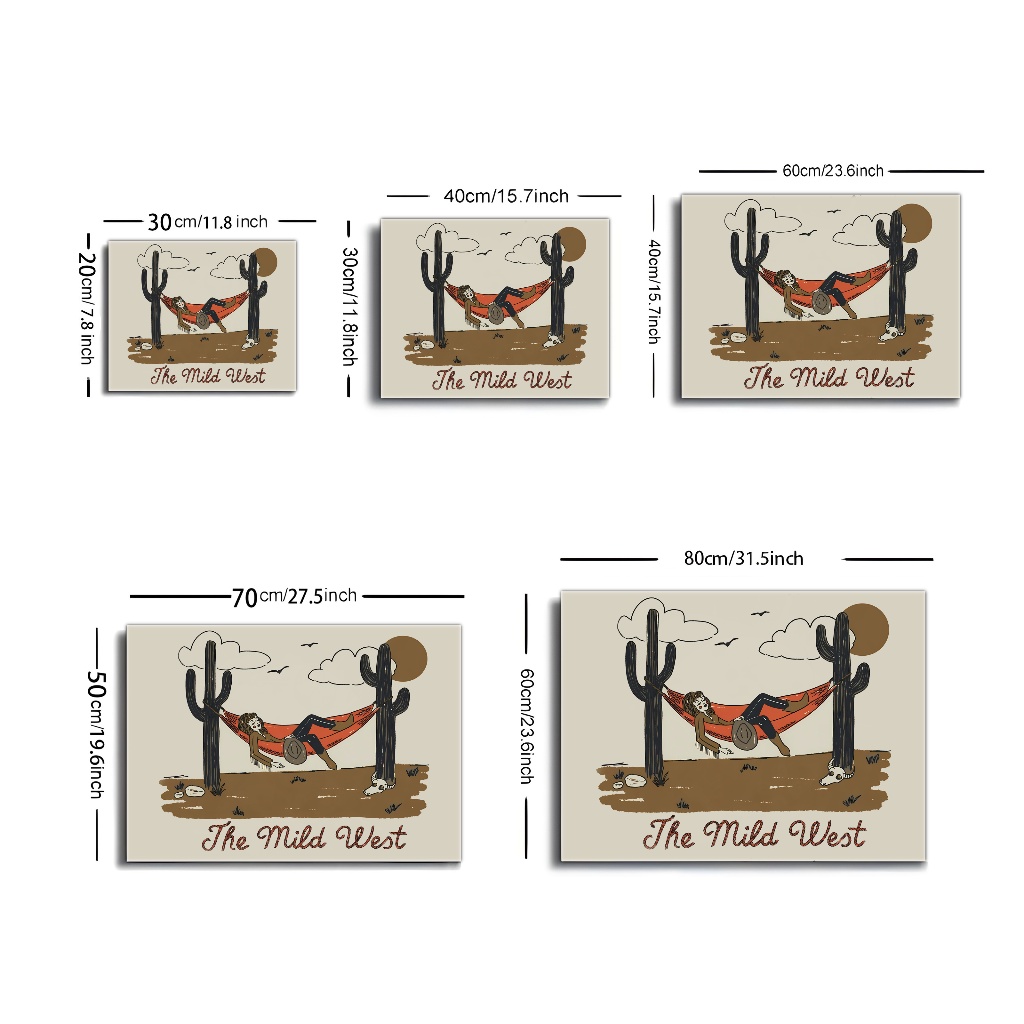 30cm/11.8 inch
20cm/ 7.8 inch
The Mild West
40cm/15.7inch
30cm/11.8inch
The Mild West
60cm/23.6inch
40cm/15.7inch
The Mild West
70cm/27.5inch
50cm/19.6inch
The Mild West
80cm/31.5inch
60cm/23.6inch
The Mild West